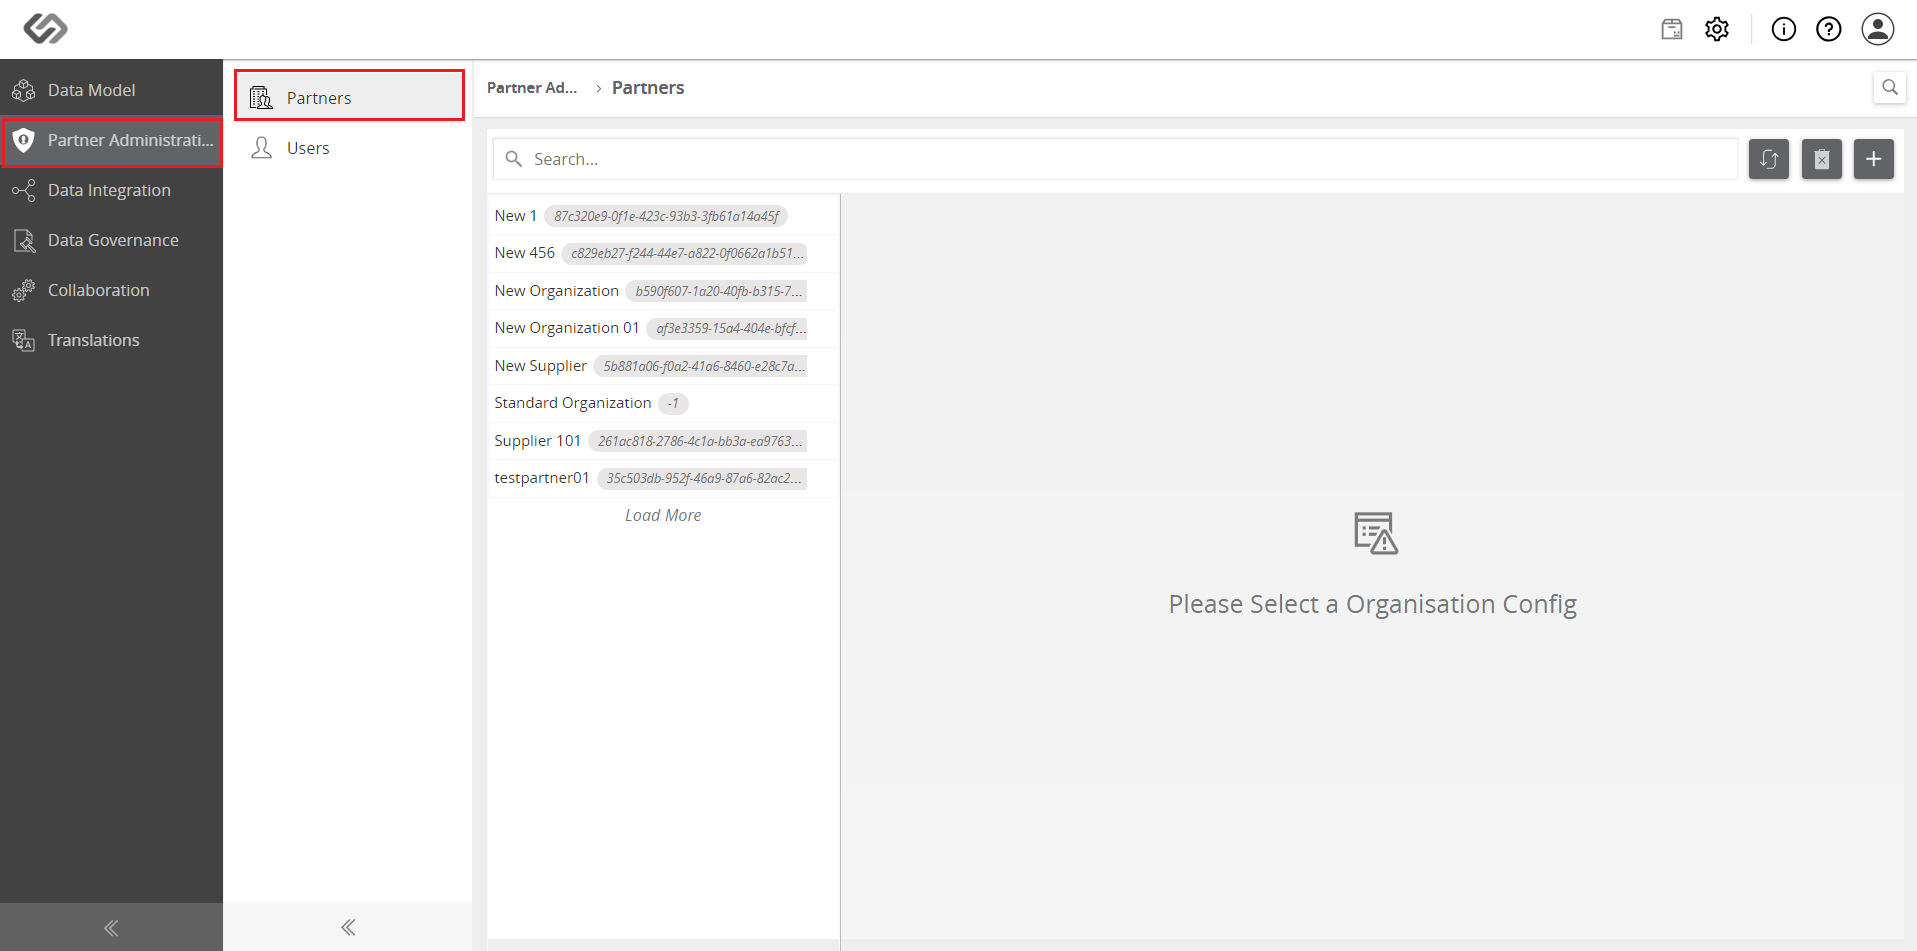 Data Model
Partner Administrati...
Data Integration
Data Governance
Collaboration
Translations
Partners
Users
Partner Ad... › Partners
Search...
New 1 87c320e9-0f1e-423c-93b3-3fb61a14a45f
New 456 c829eb27-f244-44e7-a822-0f0662a1b51...
New Organization b590f607-1a20-40fb-b315-7...
New Organization 01 af3e3359-15a4-404e-bfcf...
New Supplier 5b881a06-f0a2-41a6-8460-e28c7a...
Standard Organization -1
Supplier 101 261ac818-2786-4c1a-bb3a-ea9763...
testpartner01 35c503db-952f-46a9-87a6-82ac2...
Load More
Please Select a Organisation Config